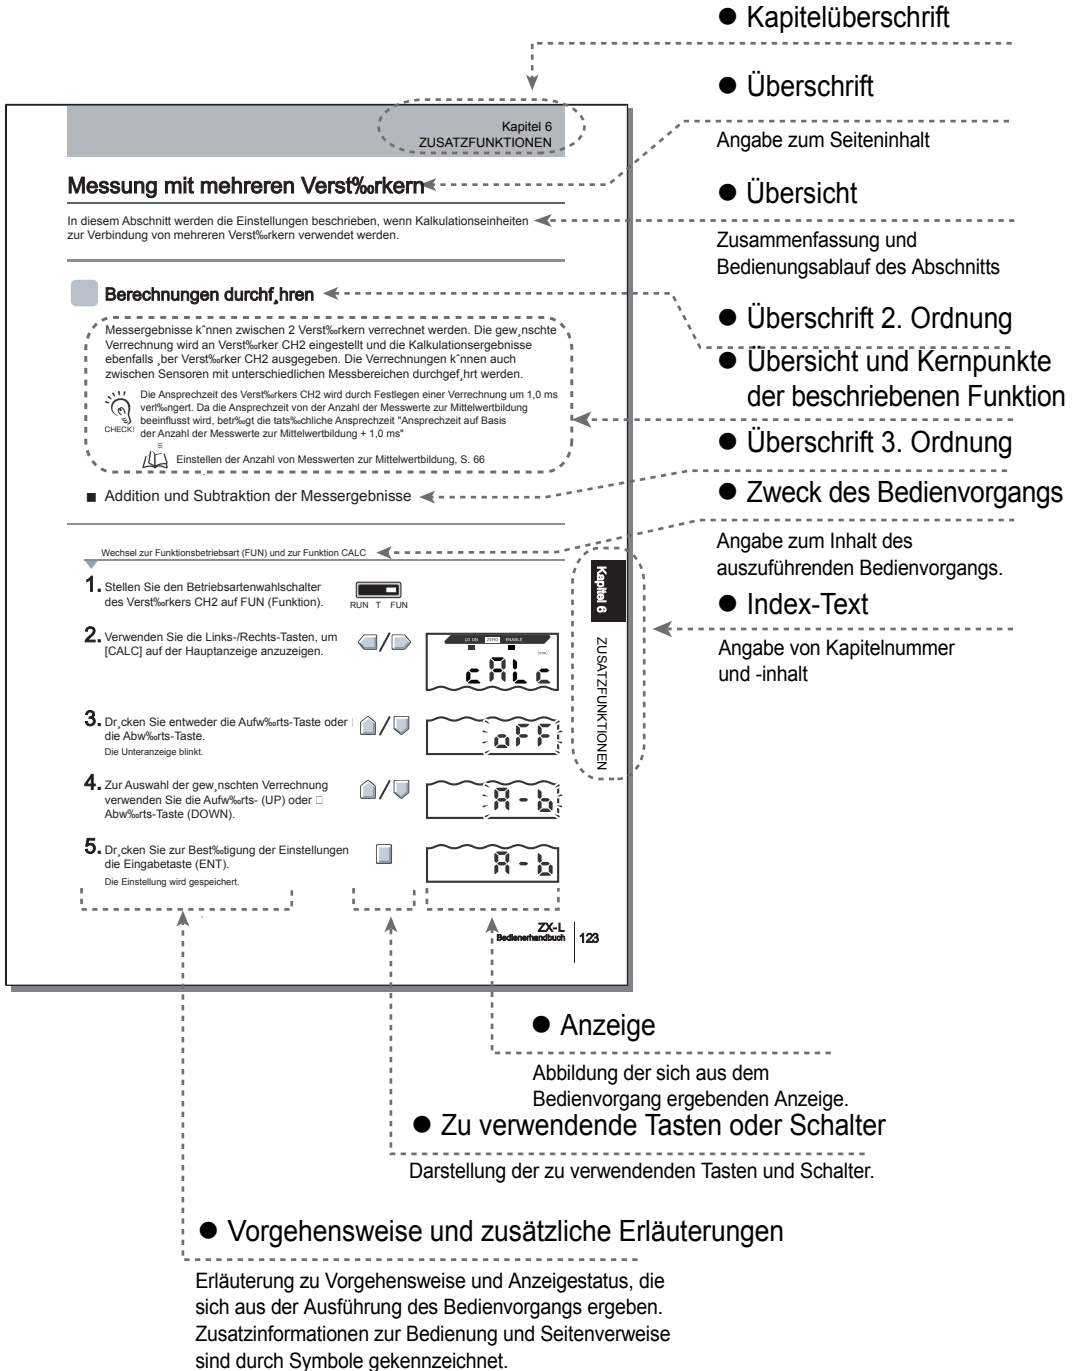 ● Kapitelüberschrift
● Überschrift
Angabe zum Seiteninhalt
● Übersicht
Zusammenfassung und
Bedienungsablauf des Abschnitts
● Überschrift 2. Ordnung
● Übersicht und Kernpunkte
der beschriebenen Funktion
● Überschrift 3. Ordnung
● Zweck des Bedienvorgangs
Angabe zum Inhalt des
auszuführenden Bedienvorgangs.
● Index-Text
Angabe von Kapitelnummer
und -inhalt
Kapitel 6
ZUSATZFUNKTIONEN
Messung mit mehreren Verst‰rkern
In diesem Abschnitt werden die Einstellungen beschrieben, wenn Kalkulationseinheiten
zur Verbindung von mehreren Verst‰rkern verwendet werden.
Berechnungen durchf¸hren
Messergebnisse kˆnnen zwischen 2 Verst‰rkern verrechnet werden. Die gew¸nschte
Verrechnung wird an Verst‰rker CH2 eingestellt und die Kalkulationsergebnisse
ebenfalls ¸ber Verst‰rker CH2 ausgegeben. Die Verrechnungen kˆnnen auch
zwischen Sensoren mit unterschiedlichen Messbereichen durchgef¸hrt werden.
CHECK!
Die Ansprechzeit des Verst‰rkers CH2 wird durch Festlegen einer Verrechnung um 1,0 ms
verl‰ngert. Da die Ansprechzeit von der Anzahl der Messwerte zur Mittelwertbildung
beeinflusst wird, betr‰gt die tats‰chliche Ansprechzeit "Ansprechzeit auf Basis
der Anzahl der Messwerte zur Mittelwertbildung + 1,0 ms"
Einstellen der Anzahl von Messwerten zur Mittelwertbildung, S. 66
■ Addition und Subtraktion der Messergebnisse
Wechsel zur Funktionsbetriebsart (FUN) und zur Funktion CALC
1. Stellen Sie den Betriebsartenwahlschalter
des Verst‰rkers CH2 auf FUN (Funktion).
RUN T FUN
2. Verwenden Sie die Links-/Rechts-Tasten, um
[CALC] auf der Hauptanzeige anzuzeigen.
/
LD ON ZERO ENABLE
(mm)
cALc
3. Dr¸cken Sie entweder die Aufw‰rts-Taste oder
die Abw‰rts-Taste.
Die Unteranzeige blinkt.
/
oFF
4. Zur Auswahl der gew¸nschten Verrechnung
verwenden Sie die Aufw‰rts- (UP) oder □
Abw‰rts-Taste (DOWN).
/
A-b
5. Dr¸cken Sie zur Best‰tigung der Einstellungen
die Eingabetaste (ENT).
Die Einstellung wird gespeichert.
A-b
Kapitel 6 ZUSATZFUNKTIONEN
ZX-L
Bedienerhandbuch
123
● Anzeige
Abbildung der sich aus dem
Bedienvorgang ergebenden Anzeige.
● Zu verwendende Tasten oder Schalter
Darstellung der zu verwendenden Tasten und Schalter.
● Vorgehensweise und zusätzliche Erläuterungen
Erläuterung zu Vorgehensweise und Anzeigestatus, die
sich aus der Ausführung des Bedienvorgangs ergeben.
Zusatzinformationen zur Bedienung und Seitenverweise
sind durch Symbole gekennzeichnet.